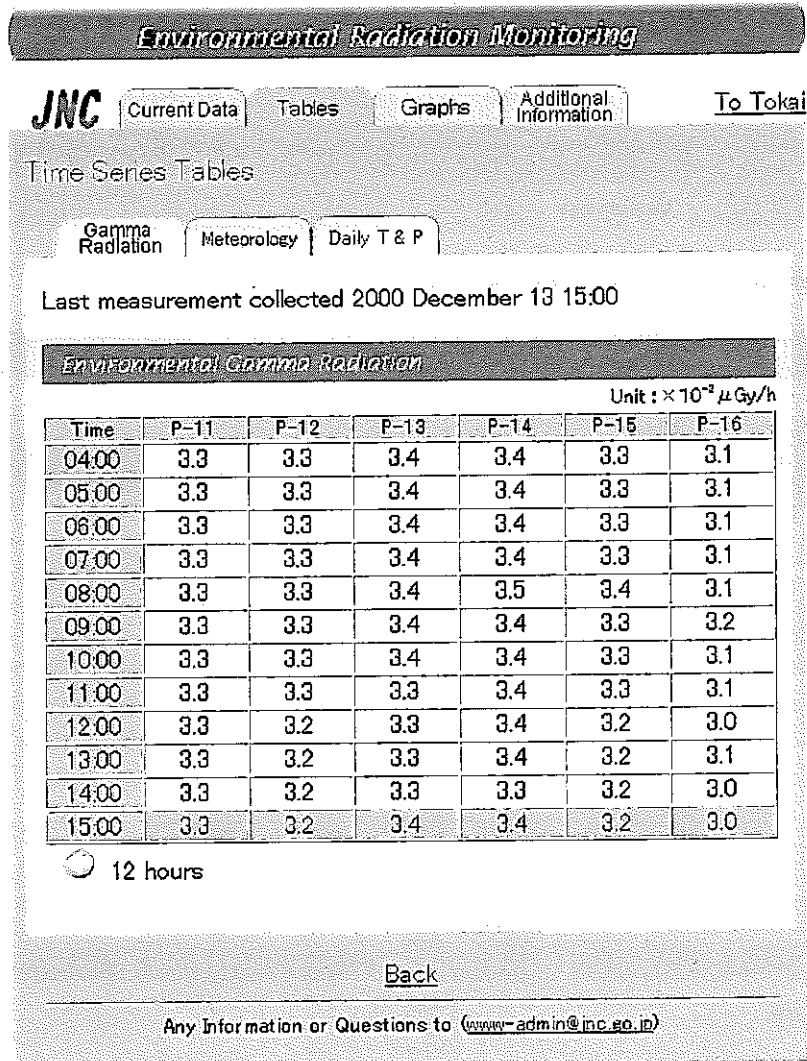 Environmental Radiation Monitoring
JNC Current Data Tables Graphs Additional Information To Tokai
Time Series Tables
Gamma Radiation Meteorology Daily T & P
Last measurement collected 2000 December 13 15:00
Environmental Gamma Radiation
Unit : ×10⁻² μGy/h
Time P-11 P-12 P-13 P-14 P-15 P-16
04:00 3.3 3.3 3.4 3.4 3.3 3.1
05:00 3.3 3.3 3.4 3.4 3.3 3.1
06:00 3.3 3.3 3.4 3.4 3.3 3.1
07:00 3.3 3.3 3.4 3.4 3.3 3.1
08:00 3.3 3.3 3.4 3.5 3.4 3.1
09:00 3.3 3.3 3.4 3.4 3.3 3.2
10:00 3.3 3.3 3.4 3.4 3.3 3.1
11:00 3.3 3.3 3.3 3.4 3.3 3.1
12:00 3.3 3.2 3.3 3.4 3.2 3.0
13:00 3.3 3.2 3.3 3.4 3.2 3.1
14:00 3.3 3.2 3.3 3.3 3.2 3.0
15:00 3.3 3.2 3.4 3.4 3.2 3.0
12 hours
Back
Any Information or Questions to (www-admin@jnc.go.jp)